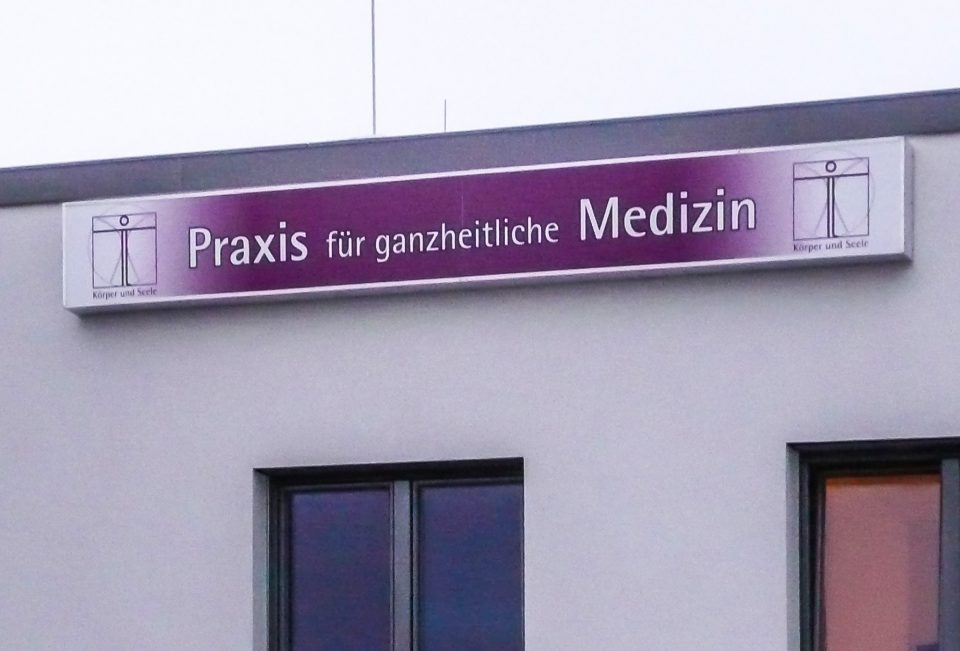 Praxis für ganzheitliche Medizin
Körper und Seele
Körper und Seele